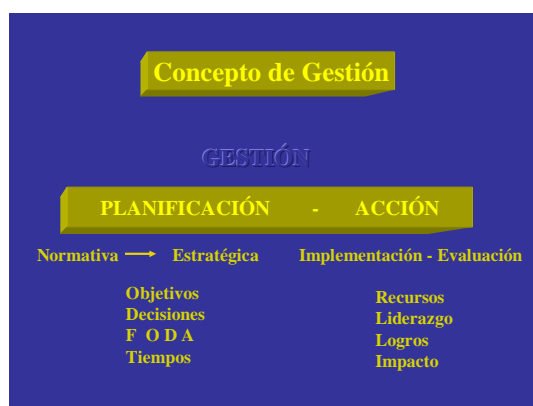 Concepto de Gestión
GESTIÓN
PLANIFICACIÓN - ACCIÓN
Normativa → Estratégica Implementación - Evaluación
Objetivos
Decisiones
F O D A
Tiempos
Recursos
Liderazgo
Logros
Impacto